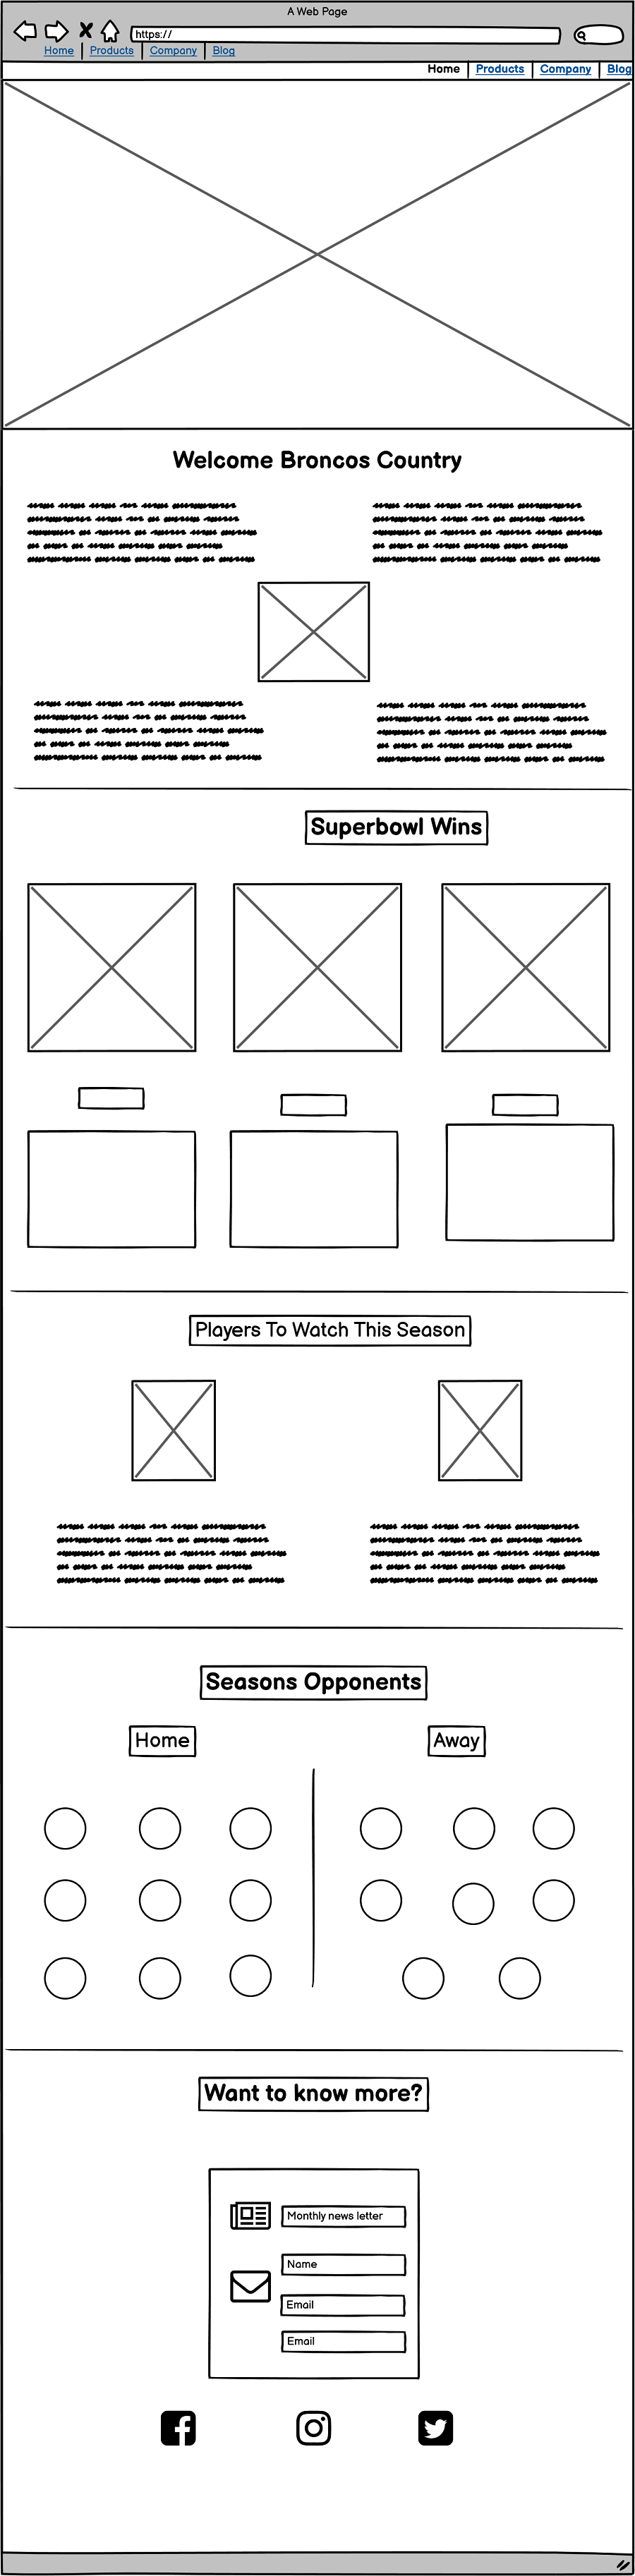 A Web Page
https://
Home Products Company Blog
Home Products Company Blog
Welcome Broncos Country
Superbowl Wins
Players To Watch This Season
Seasons Opponents
Home Away
Want to know more?
Monthly news letter
Name
Email
Email